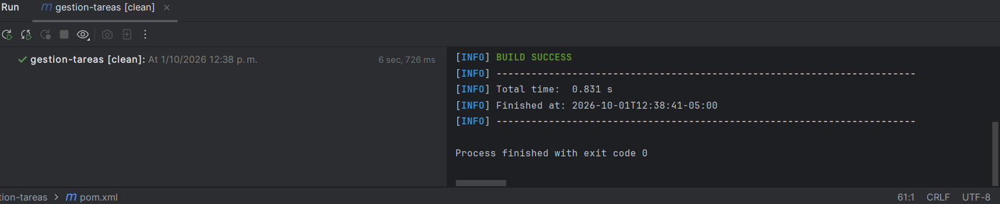 Run
m gestion-tareas [clean] ×
gestion-tareas [clean]: At 1/10/2026 12:38 p. m. 6 sec, 726 ms
[INFO] BUILD SUCCESS
[INFO] ------------------------------------------------------------------------
[INFO] Total time:  0.831 s
[INFO] Finished at: 2026-10-01T12:38:41-05:00
[INFO] ------------------------------------------------------------------------
Process finished with exit code 0
tion-tareas > m pom.xml 61:1 CRLF UTF-8